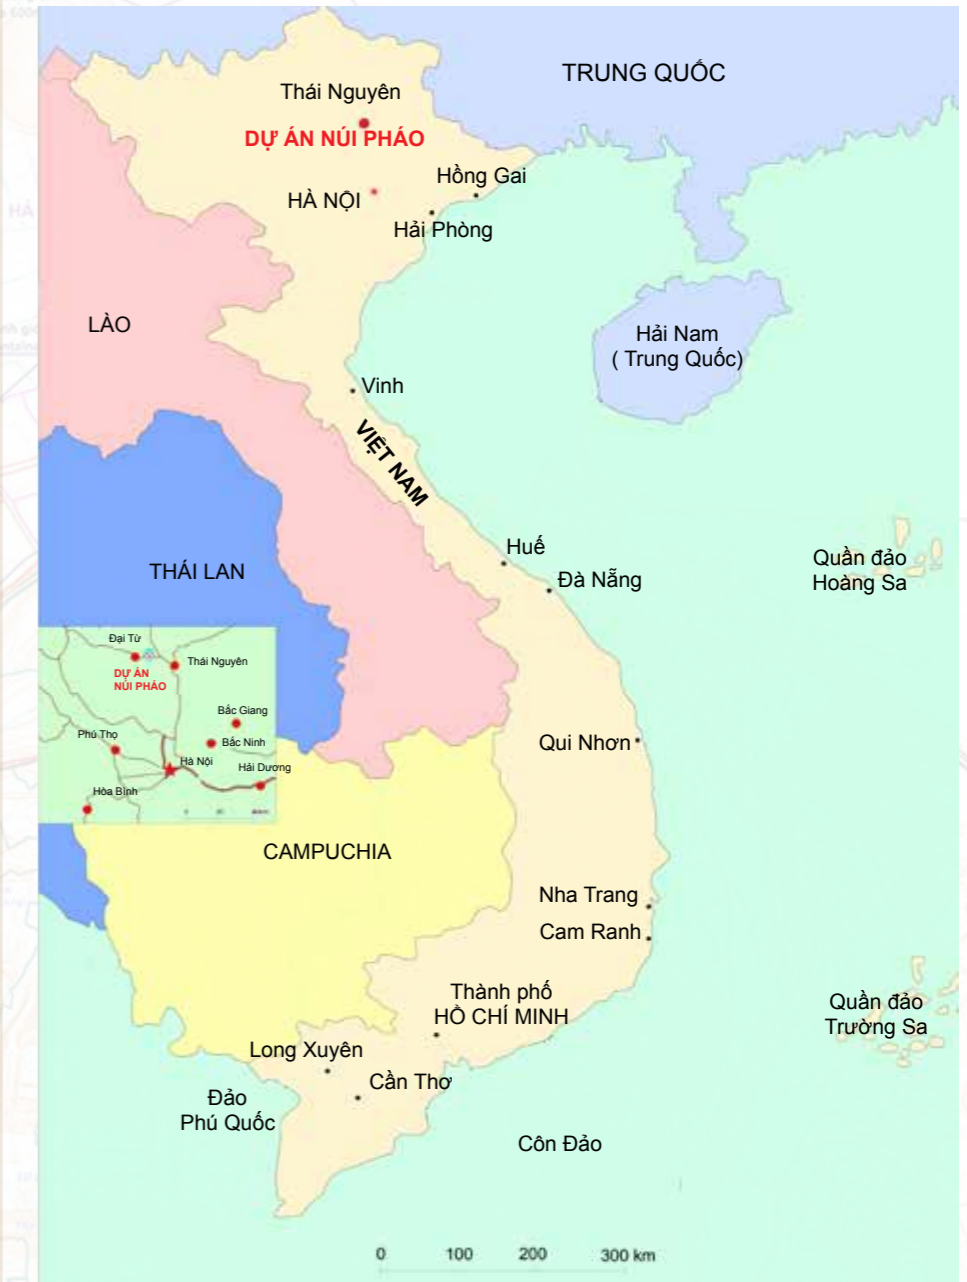 TRUNG QUỐC
Thái Nguyên
DỰ ÁN NÚI PHÁO
Hồng Gai
HÀ NỘI
Hải Phòng
LÀO
Hải Nam
( Trung Quốc)
Vinh
VIỆT NAM
Huế
Đà Nẵng
Quần đảo
Hoàng Sa
THÁI LAN
Đại Từ
Thái Nguyên
DỰ ÁN
NÚI PHÁO
Bắc Giang
Phú Thọ
Bắc Ninh
Hà Nội
Hải Dương
Hòa Bình
Qui Nhơn
CAMPUCHIA
Nha Trang
Cam Ranh
Thành phố
HỒ CHÍ MINH
Quần đảo
Trường Sa
Long Xuyên
Cần Thơ
Đảo
Phú Quốc
Côn Đảo
0 100 200 300 km